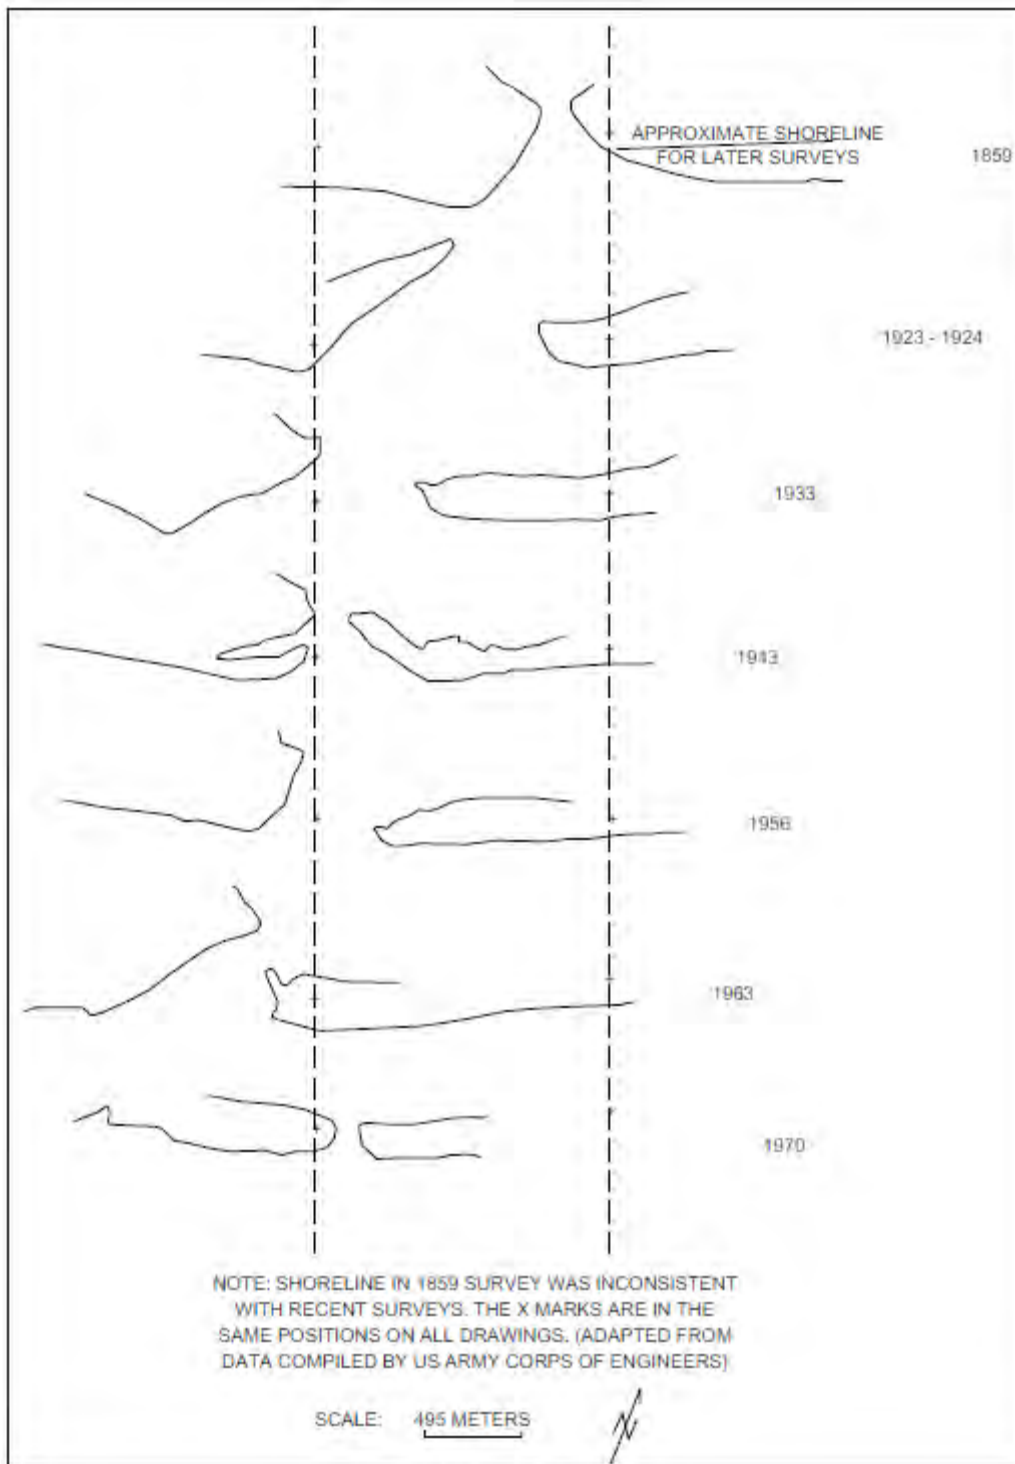 APPROXIMATE SHORELINE
FOR LATER SURVEYS
1859
1923 - 1924
1933
1943
1956
1963
1970
NOTE: SHORELINE IN 1859 SURVEY WAS INCONSISTENT
WITH RECENT SURVEYS. THE X MARKS ARE IN THE
SAME POSITIONS ON ALL DRAWINGS. (ADAPTED FROM
DATA COMPILED BY US ARMY CORPS OF ENGINEERS)
SCALE: 495 METERS
N